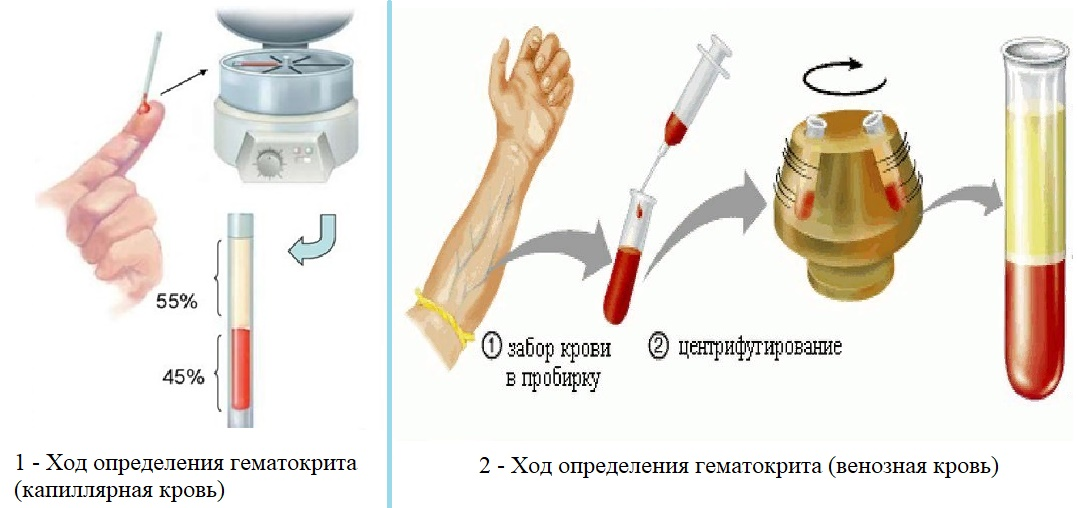 55%
45%
1 - Ход определения гематокрита
(капиллярная кровь)
① забор крови
в пробирку
② центрифугирование
2 - Ход определения гематокрита (венозная кровь)